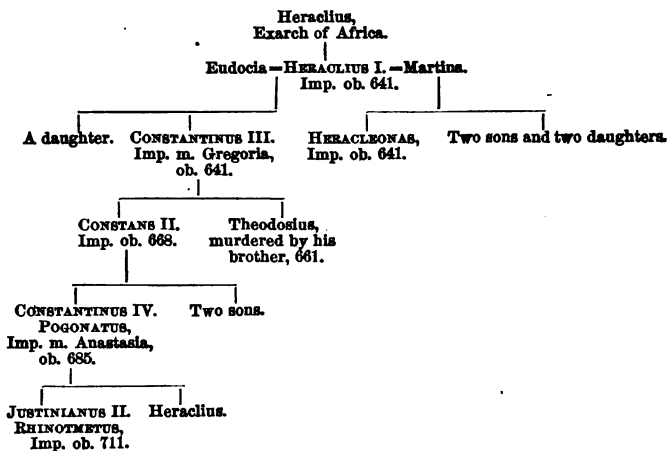 Heraclius,
Exarch of Africa.
Eudocia=HERACLIUS I.=Martina.
Imp. ob. 641.
A daughter.
CONSTANTINUS III.
Imp. m. Gregoria,
ob. 641.
HERACLEONAS,
Imp. ob. 641.
Two sons and two daughters.
CONSTANS II.
Imp. ob. 668.
Theodosius,
murdered by his
brother, 661.
CONSTANTINUS IV.
POGONATUS,
Imp. m. Anastasia,
ob. 685.
Two sons.
JUSTINIANUS II.
RHINOTMETUS,
Imp. ob. 711.
Heraclius.